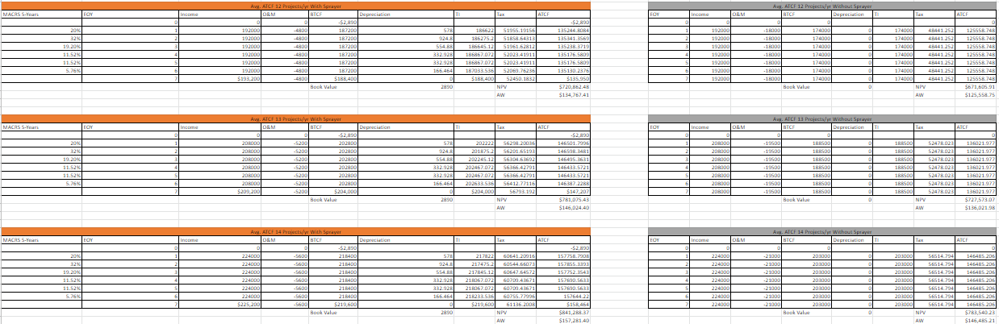 Avg. ATCF 12 Projects/yr With Sprayer
MACRS 5-Years EOY Income O&M BTCF Depreciation TI Tax ATCF
0 0 0 -$2,890 -$2,890
20% 1 192000 -4800 187200 578 186622 51955.19156 135244.8084
32% 2 192000 -4800 187200 924.8 186275.2 51858.64313 135341.3569
19.20% 3 192000 -4800 187200 554.88 186645.12 51961.62812 135238.3719
11.52% 4 192000 -4800 187200 332.928 186867.072 52023.41911 135176.5809
11.52% 5 192000 -4800 187200 332.928 186867.072 52023.41911 135176.5809
5.76% 6 192000 -4800 187200 166.464 187033.536 52069.76236 135130.2376
7 $193,200 -4800 $188,400 0 $188,400 52450.1832 $135,950
Book Value 2890 NPV $720,862.48
AW $134,767.41
Avg. ATCF 12 Projects/yr Without Sprayer
EOY Income O&M BTCF Depreciation TI Tax ATCF
0 0 0 0 0
1 192000 -18000 174000 0 174000 48441.252 125558.748
2 192000 -18000 174000 0 174000 48441.252 125558.748
3 192000 -18000 174000 0 174000 48441.252 125558.748
4 192000 -18000 174000 0 174000 48441.252 125558.748
5 192000 -18000 174000 0 174000 48441.252 125558.748
6 192000 -18000 174000 0 174000 48441.252 125558.748
7 192000 -18000 174000 0 174000 48441.252 125558.748
Book Value 0 NPV $671,605.91
AW $125,558.75
Avg. ATCF 13 Projects/yr With Sprayer
MACRS 5-Years EOY Income O&M BTCF Depreciation TI Tax ATCF
0 0 0 -$2,890 -$2,890
20% 1 208000 -5200 202800 578 202222 56298.20036 146501.7996
32% 2 208000 -5200 202800 924.8 201875.2 56201.65193 146598.3481
19.20% 3 208000 -5200 202800 554.88 202245.12 56304.63692 146495.3631
11.52% 4 208000 -5200 202800 332.928 202467.072 56366.42791 146433.5721
11.52% 5 208000 -5200 202800 332.928 202467.072 56366.42791 146433.5721
5.76% 6 208000 -5200 202800 166.464 202633.536 56412.77116 146387.2288
7 $209,200 -5200 $204,000 0 $204,000 56793.192 $147,207
Book Value 2890 NPV $781,075.43
AW $146,024.40
Avg. ATCF 13 Projects/yr Without Sprayer
EOY Income O&M BTCF Depreciation TI Tax ATCF
0 0 0 0 0
1 208000 -19500 188500 0 188500 52478.023 136021.977
2 208000 -19500 188500 0 188500 52478.023 136021.977
3 208000 -19500 188500 0 188500 52478.023 136021.977
4 208000 -19500 188500 0 188500 52478.023 136021.977
5 208000 -19500 188500 0 188500 52478.023 136021.977
6 208000 -19500 188500 0 188500 52478.023 136021.977
7 208000 -19500 188500 0 188500 52478.023 136021.977
Book Value 0 NPV $727,573.07
AW $136,021.98
Avg. ATCF 14 Projects/yr With Sprayer
MACRS 5-Years EOY Income O&M BTCF Depreciation TI Tax ATCF
0 0 0 -$2,890 -$2,890
20% 1 224000 -5600 218400 578 217822 60641.20916 157758.7908
32% 2 224000 -5600 218400 924.8 217475.2 60544.66073 157855.3393
19.20% 3 224000 -5600 218400 554.88 217845.12 60647.64572 157752.3543
11.52% 4 224000 -5600 218400 332.928 218067.072 60709.43671 157690.5633
11.52% 5 224000 -5600 218400 332.928 218067.072 60709.43671 157690.5633
5.76% 6 224000 -5600 218400 166.464 218233.536 60755.77996 157644.22
7 $225,200 -5600 $219,600 0 $219,600 61136.2008 $158,464
Book Value 2890 NPV $841,288.37
AW $157,281.40
Avg. ATCF 14 Projects/yr Without Sprayer
EOY Income O&M BTCF Depreciation TI Tax ATCF
0 0 0 0 0
1 224000 -21000 203000 0 203000 56514.794 146485.206
2 224000 -21000 203000 0 203000 56514.794 146485.206
3 224000 -21000 203000 0 203000 56514.794 146485.206
4 224000 -21000 203000 0 203000 56514.794 146485.206
5 224000 -21000 203000 0 203000 56514.794 146485.206
6 224000 -21000 203000 0 203000 56514.794 146485.206
7 224000 -21000 203000 0 203000 56514.794 146485.206
Book Value 0 NPV $783,540.23
AW $146,485.21